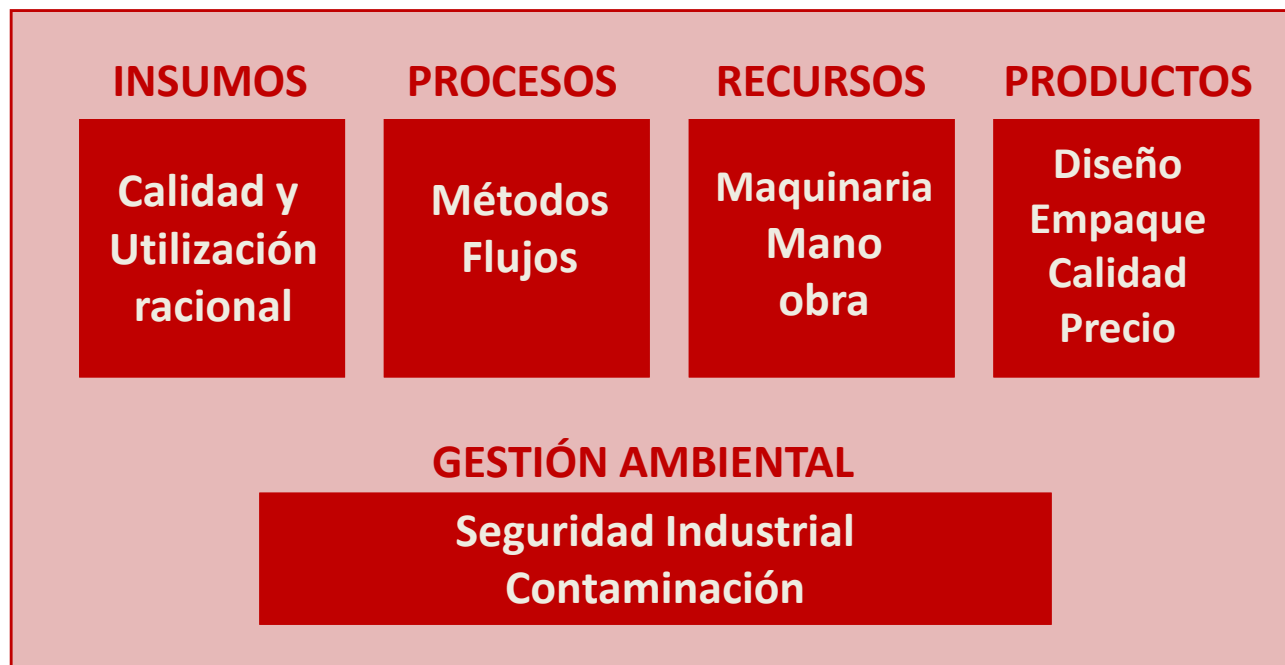 INSUMOS
Calidad y
Utilización
racional
PROCESOS
Métodos
Flujos
RECURSOS
Maquinaria
Mano
obra
PRODUCTOS
Diseño
Empaque
Calidad
Precio
GESTIÓN AMBIENTAL
Seguridad Industrial
Contaminación